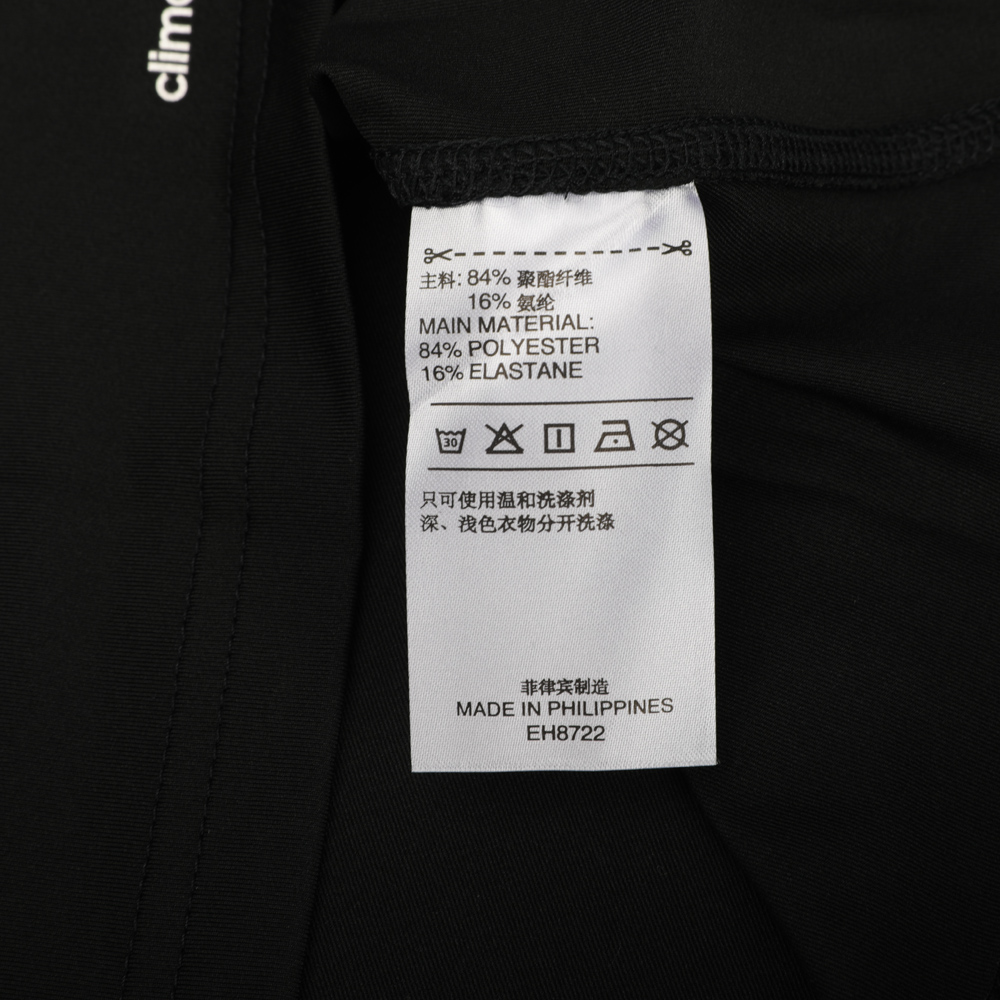 clim
主料: 84% 聚酯纤维
16% 氨纶
MAIN MATERIAL:
84% POLYESTER
16% ELASTANE
30
只可使用温和洗涤剂
深、浅色衣物分开洗涤
菲律宾制造
MADE IN PHILIPPINES
EH8722